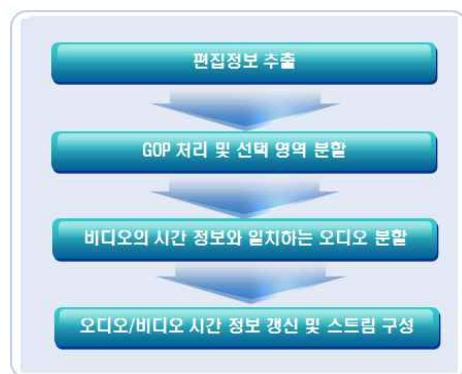 편집정보 추출
GOP 처리 및 선택 영역 분할
비디오의 시간 정보와 일치하는 오디오 분할
오디오/비디오 시간 정보 갱신 및 스트림 구성